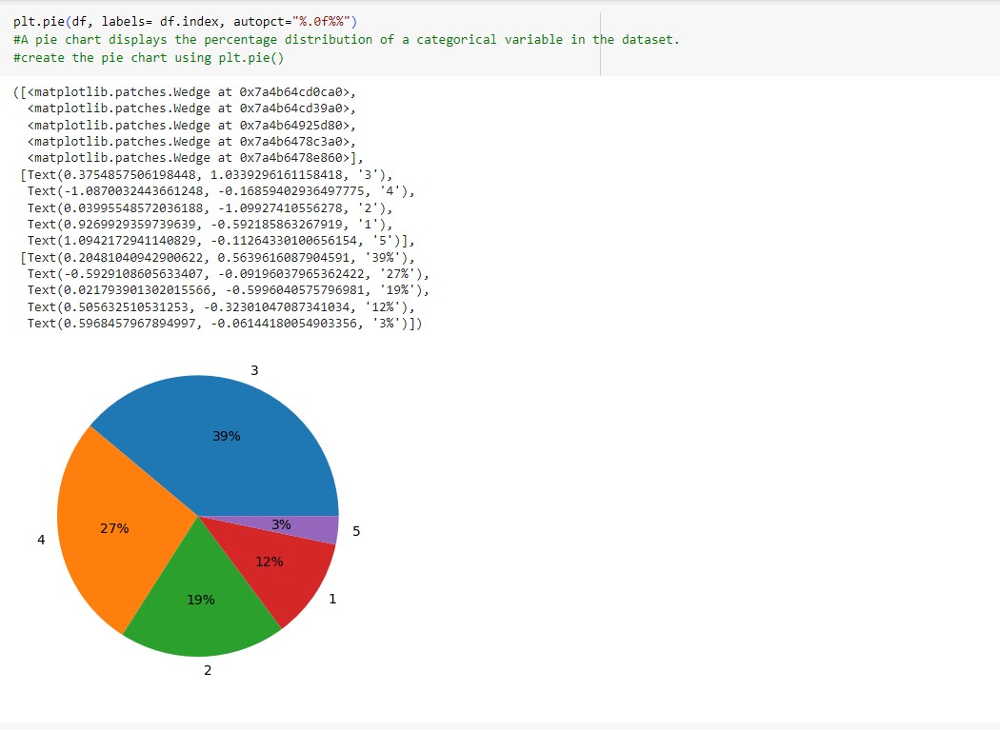 plt.pie(df, labels= df.index, autopct="%.0f%%")
#A pie chart displays the percentage distribution of a categorical variable in the dataset.
#create the pie chart using plt.pie()
([<matplotlib.patches.Wedge at 0x7a4b64cd0ca0>,
<matplotlib.patches.Wedge at 0x7a4b64cd39a0>,
<matplotlib.patches.Wedge at 0x7a4b64925d80>,
<matplotlib.patches.Wedge at 0x7a4b6478c3a0>,
<matplotlib.patches.Wedge at 0x7a4b6478e860>],
[Text(0.3754857506198448, 1.0339296161158418, '3'),
Text(-1.0870032443661248, -0.16859402936497775, '4'),
Text(0.03995548572036188, -1.09927410556278, '2'),
Text(0.9269929359739639, -0.592185863267919, '1'),
Text(1.0942172941140829, -0.11264330100656154, '5')],
[Text(0.20481040942900622, 0.5639616087904591, '39%'),
Text(-0.5929108605633407, -0.09196037965362422, '27%'),
Text(0.021793901302015566, -0.5996040575796981, '19%'),
Text(0.505632510531253, -0.32301047087341034, '12%'),
Text(0.5968457967894997, -0.06144180054903356, '3%')])
3
39%
27%
3%
5
4
12%
19%
1
2